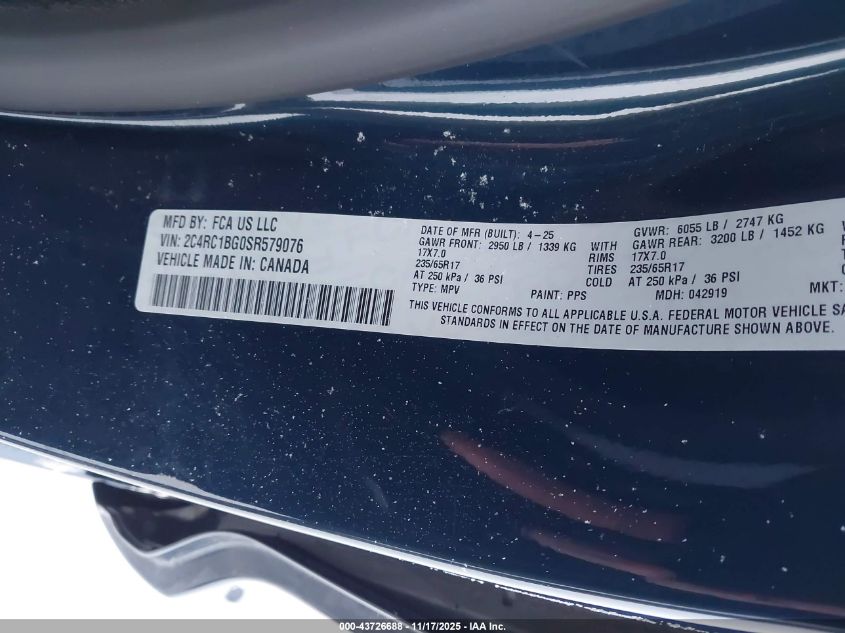 MFD BY: FCA US LLC
VIN: 2C4RC1BG0SR579076
VEHICLE MADE IN: CANADA
DATE OF MFR (BUILT): 4-25
GAWR FRONT: 2950 LB / 1339 KG WITH
17X7.0 RIMS
235/65R17 TIRES
AT 250 kPa / 36 PSI COLD
TYPE: MPV PAINT: PPS
GVWR: 6055 LB / 2747 KG
GAWR REAR: 3200 LB / 1452 KG
17X7.0
235/65R17
AT 250 kPa / 36 PSI
MDH: 042919 MKT:
THIS VEHICLE CONFORMS TO ALL APPLICABLE U.S.A. FEDERAL MOTOR VEHICLE SA
STANDARDS IN EFFECT ON THE DATE OF MANUFACTURE SHOWN ABOVE.
000-43726688 - 11/17/2025 - IAA Inc.